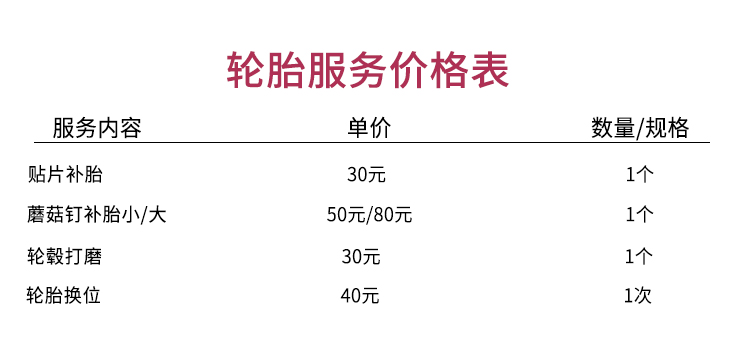 轮胎服务价格表
服务内容 单价 数量/规格
贴片补胎 30元 1个
蘑菇钉补胎小/大 50元/80元 1个
轮毂打磨 30元 1个
轮胎换位 40元 1次